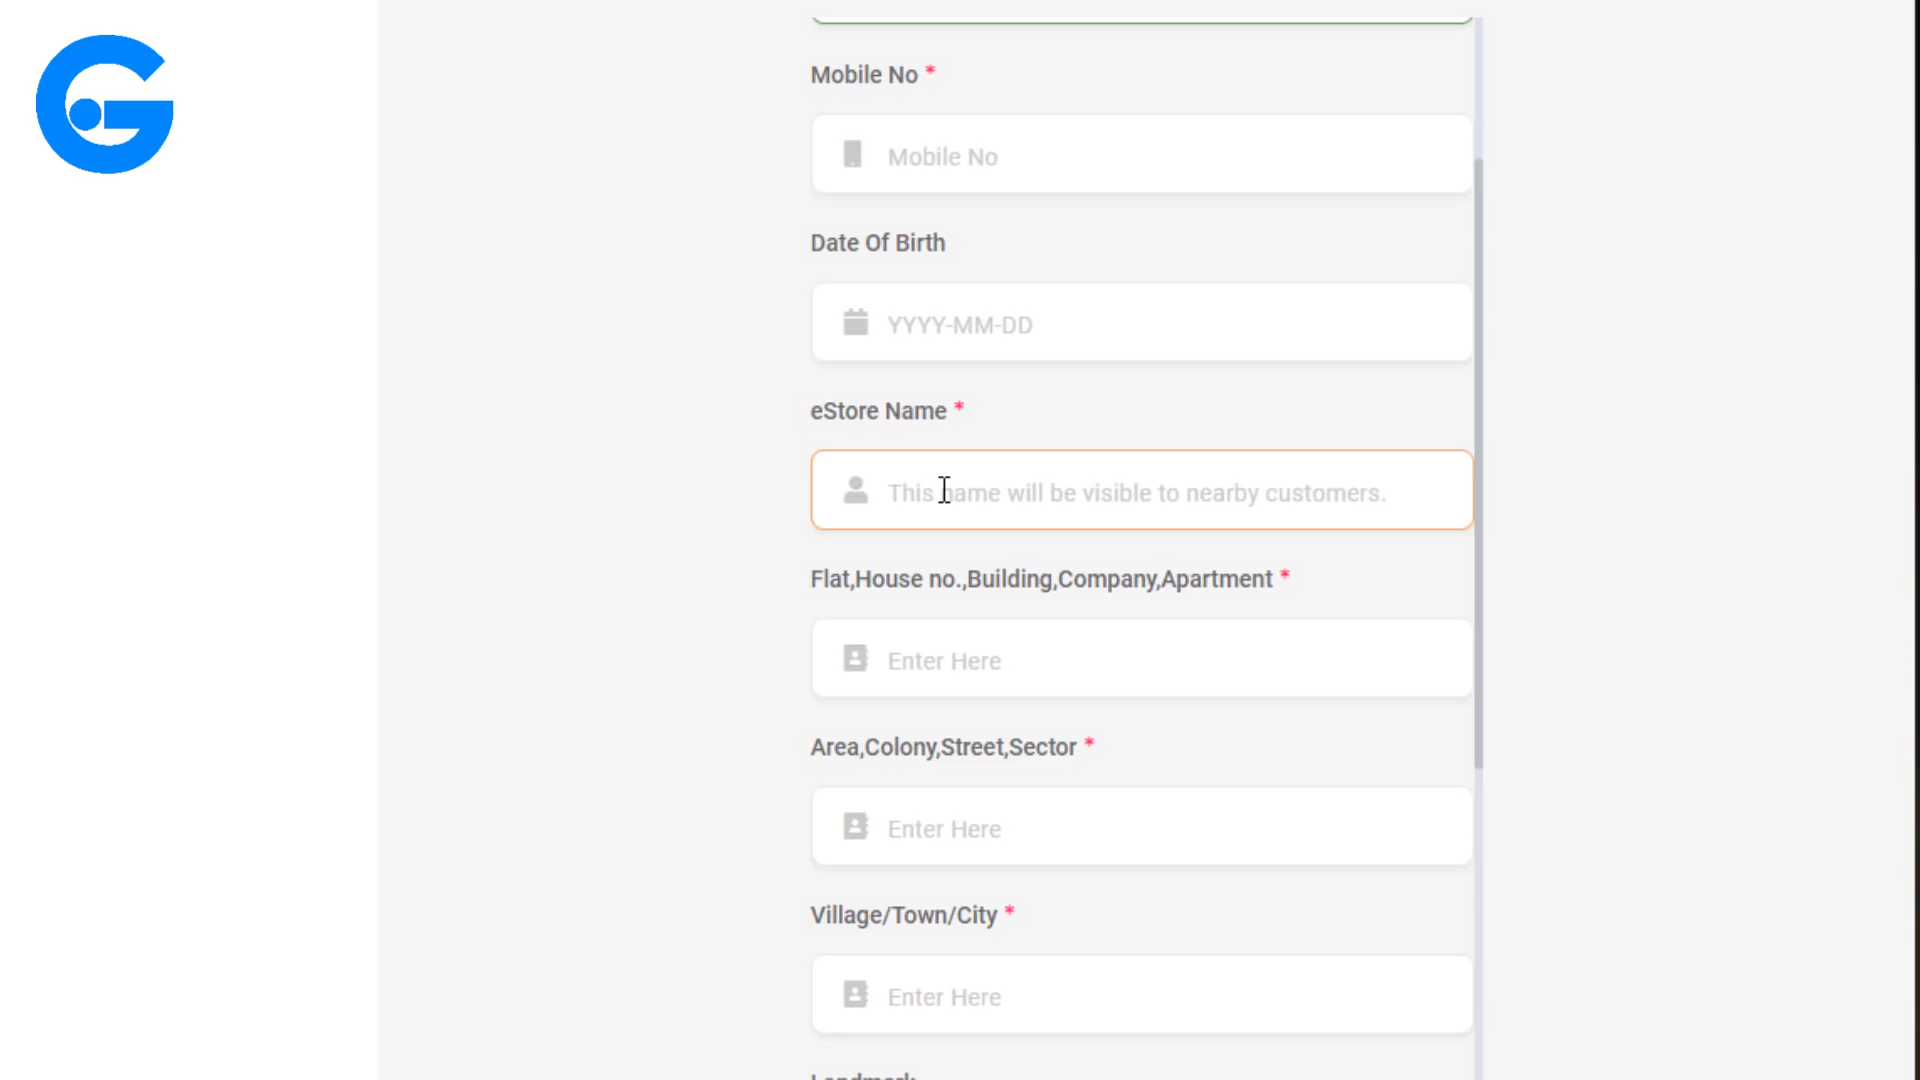 Mobile No *
Mobile No
Date Of Birth
YYYY-MM-DD
eStore Name *
This name will be visible to nearby customers.
Flat,House no.,Building,Company,Apartment *
Enter Here
Area,Colony,Street,Sector *
Enter Here
Village/Town/City *
Enter Here
Landmark